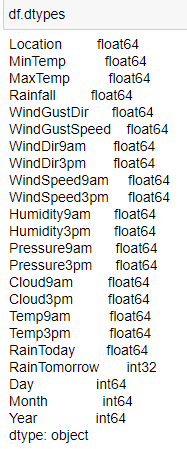 df.dtypes
Location float64
MinTemp float64
MaxTemp float64
Rainfall float64
WindGustDir float64
WindGustSpeed float64
WindDir9am float64
WindDir3pm float64
WindSpeed9am float64
WindSpeed3pm float64
Humidity9am float64
Humidity3pm float64
Pressure9am float64
Pressure3pm float64
Cloud9am float64
Cloud3pm float64
Temp9am float64
Temp3pm float64
RainToday float64
RainTomorrow int32
Day int64
Month int64
Year int64
dtype: object